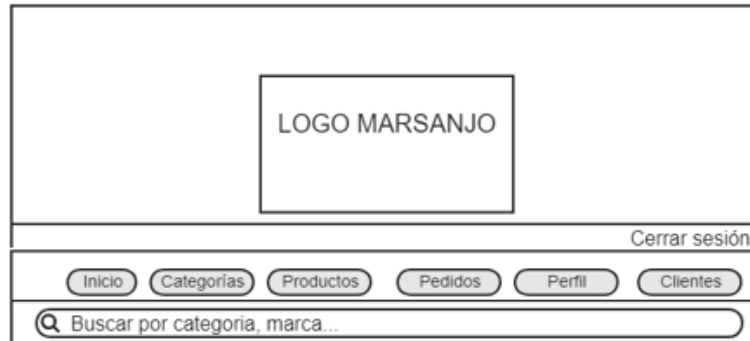 LOGO MARSANJO
Cerrar sesión
Inicio Categorías Productos Pedidos Perfil Clientes
Buscar por categoria, marca...